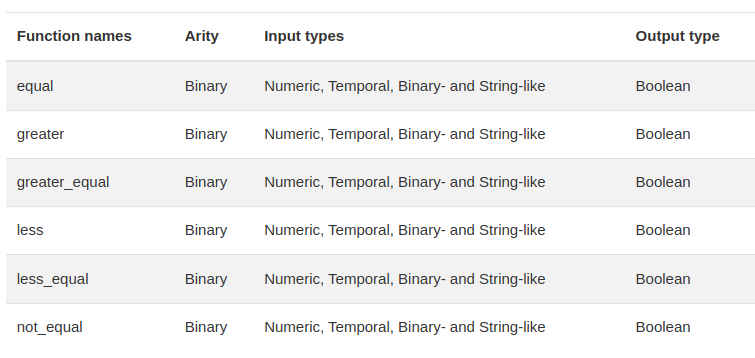 Function names Arity Input types Output type
equal Binary Numeric, Temporal, Binary- and String-like Boolean
greater Binary Numeric, Temporal, Binary- and String-like Boolean
greater_equal Binary Numeric, Temporal, Binary- and String-like Boolean
less Binary Numeric, Temporal, Binary- and String-like Boolean
less_equal Binary Numeric, Temporal, Binary- and String-like Boolean
not_equal Binary Numeric, Temporal, Binary- and String-like Boolean